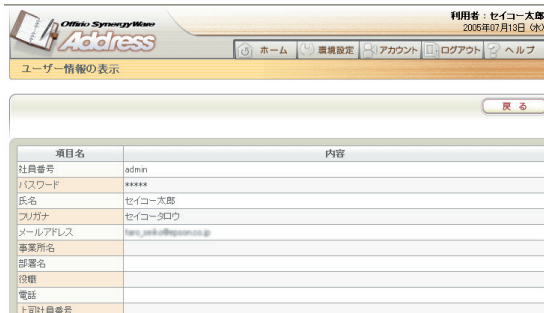 Offirio SynergyWare
Address
利用者：セイコー太郎
2005年07月13日 (水)
ホーム
環境設定
アカウント
ログアウト
ヘルプ
ユーザー情報の表示
戻る
項目名 内容
社員番号 admin
パスワード *****
氏名 セイコー太郎
フリガナ セイコータロウ
メールアドレス
事業所名
部署名
役職
電話
上司社員番号